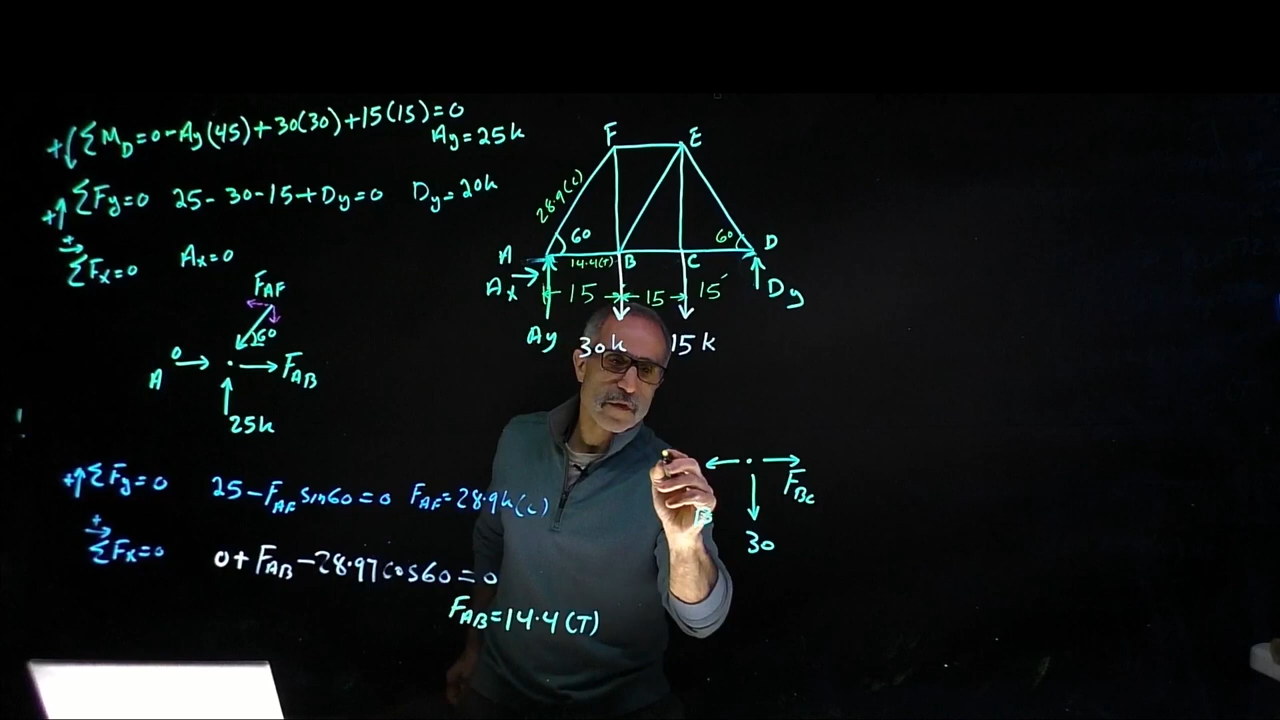 +ΣM_D=0 -Ay(45)+30(30)+15(15)=0
Ay=25k
+ΣFy=0 25-30-15+Dy=0 Dy=20k
+ΣFx=0 Ax=0
F_AF
60
A 0 F_AB
25k
+ΣFy=0 25-F_AF Sin60=0 F_AF=28.9k(C)
+ΣFx=0 0+F_AB-28.97cos60=0
F_AB=14.4(T)
F E
28.9(C)
60 60 D
A 14.4(T) B C
Ax 15 15 15' Dy
Ay 30k 15k
F_BC
B
30